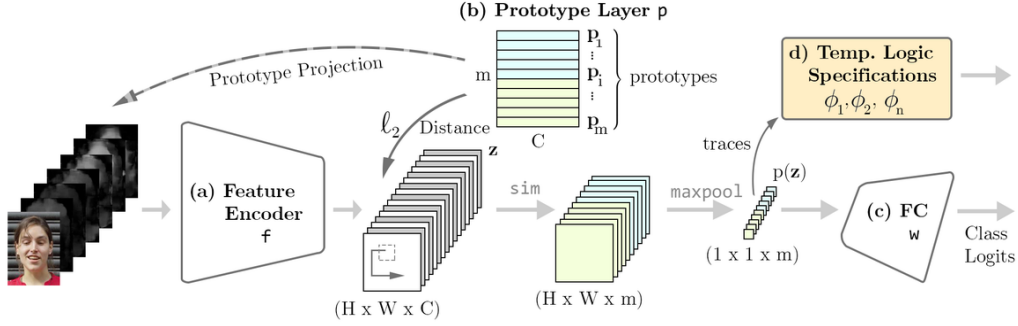 (b) Prototype Layer p
p1
⋮
pi
⋮
pm
m
prototypes
C
Prototype Projection
ℓ2 Distance
d) Temp. Logic
Specifications
ϕ1, ϕ2, ϕn
(a) Feature
Encoder
f
z
sim
maxpool
traces
p(z)
(c) FC
w
Class
Logits
(H x W x C)
(H x W x m)
(1 x 1 x m)